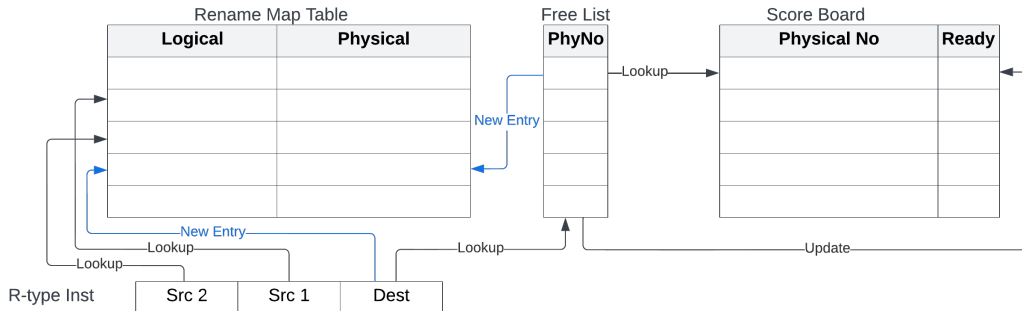 Rename Map Table
Free List
Score Board
Logical Physical
PhyNo
Physical No Ready
Lookup
New Entry
New Entry
Lookup
Lookup
Update
Lookup
R-type Inst
Src 2 Src 1 Dest